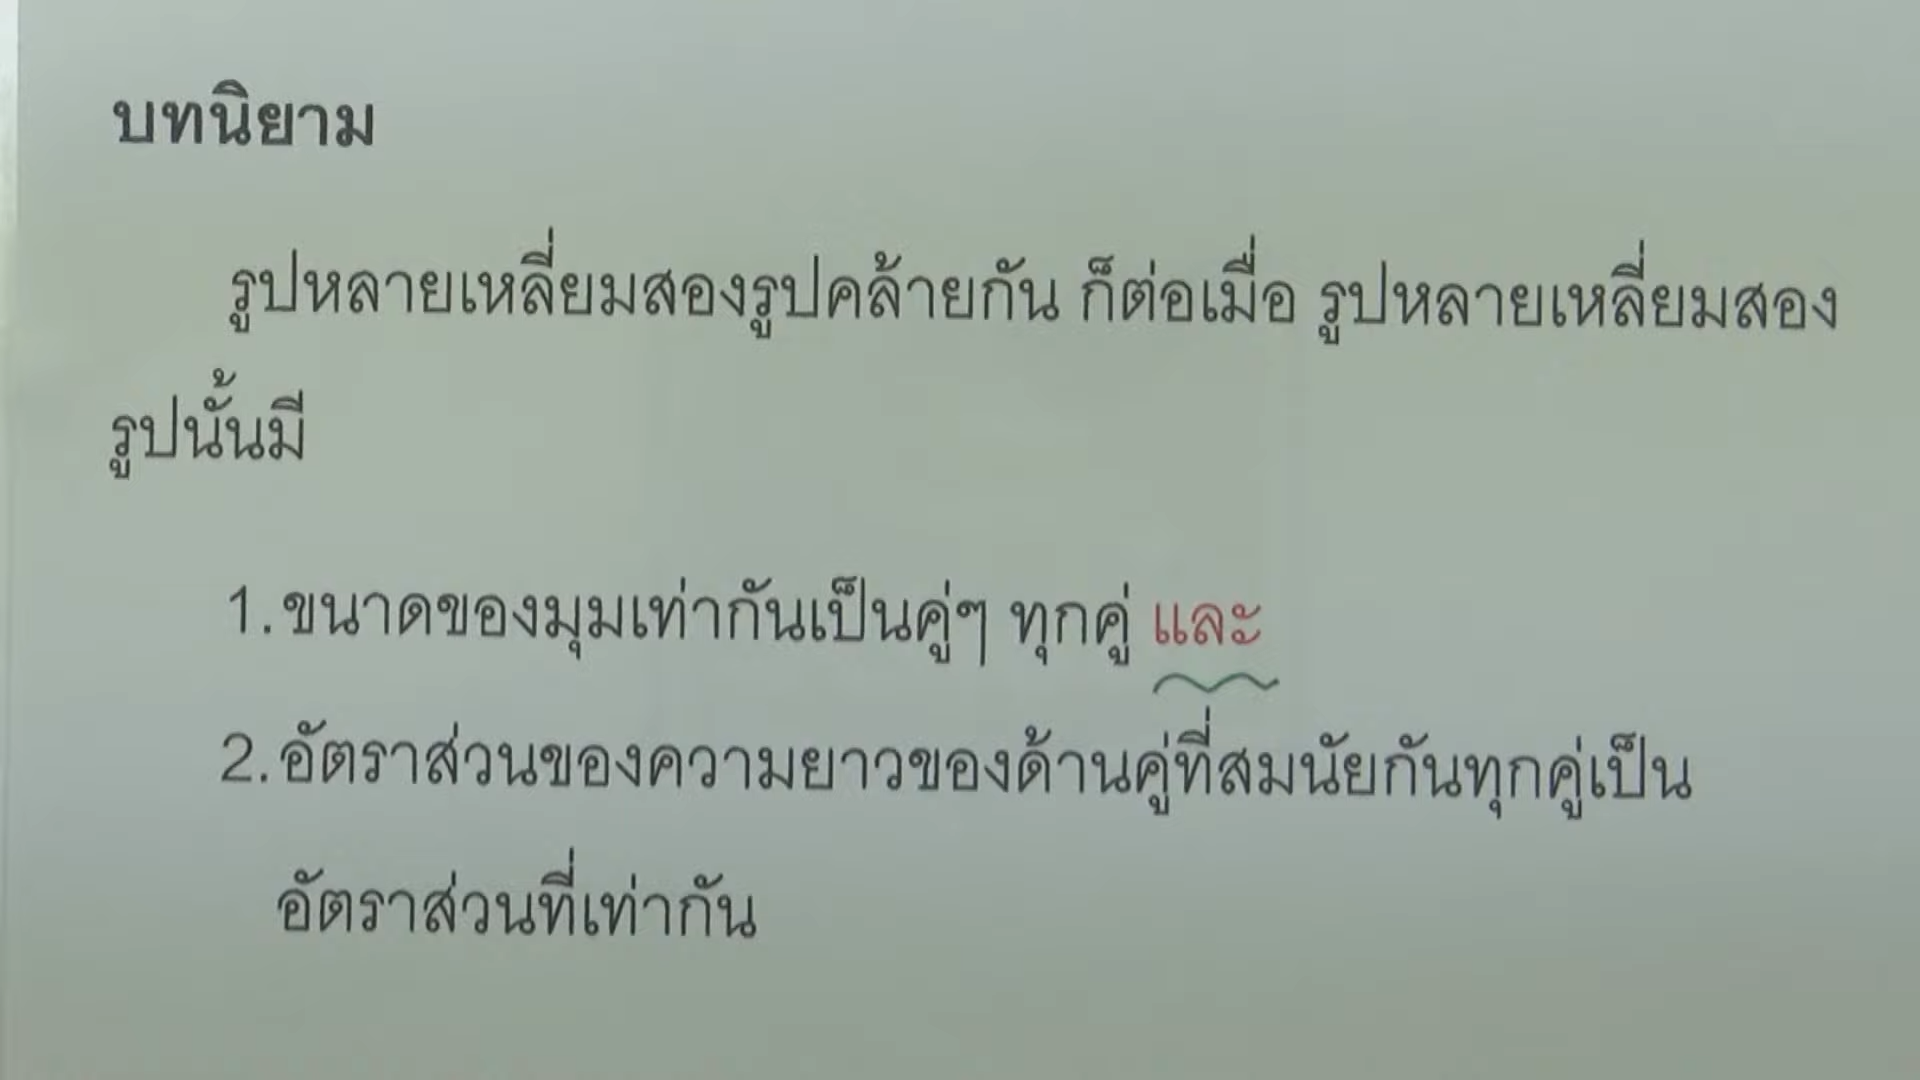 บทนิยาม
รูปหลายเหลี่ยมสองรูปคล้ายกัน ก็ต่อเมื่อ รูปหลายเหลี่ยมสอง
รูปนั้นมี
1. ขนาดของมุมเท่ากันเป็นคู่ๆ ทุกคู่ และ
2. อัตราส่วนของความยาวของด้านคู่ที่สมนัยกันทุกคู่เป็น
อัตราส่วนที่เท่ากัน